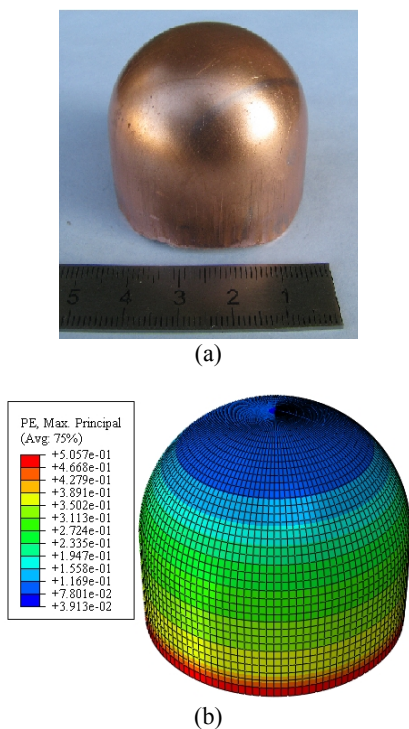 5 4 3 2 1
(a)
PE, Max. Principal
(Avg: 75%)
+5.057e-01
+4.668e-01
+4.279e-01
+3.891e-01
+3.502e-01
+3.113e-01
+2.724e-01
+2.335e-01
+1.947e-01
+1.558e-01
+1.169e-01
+7.801e-02
+3.913e-02
(b)